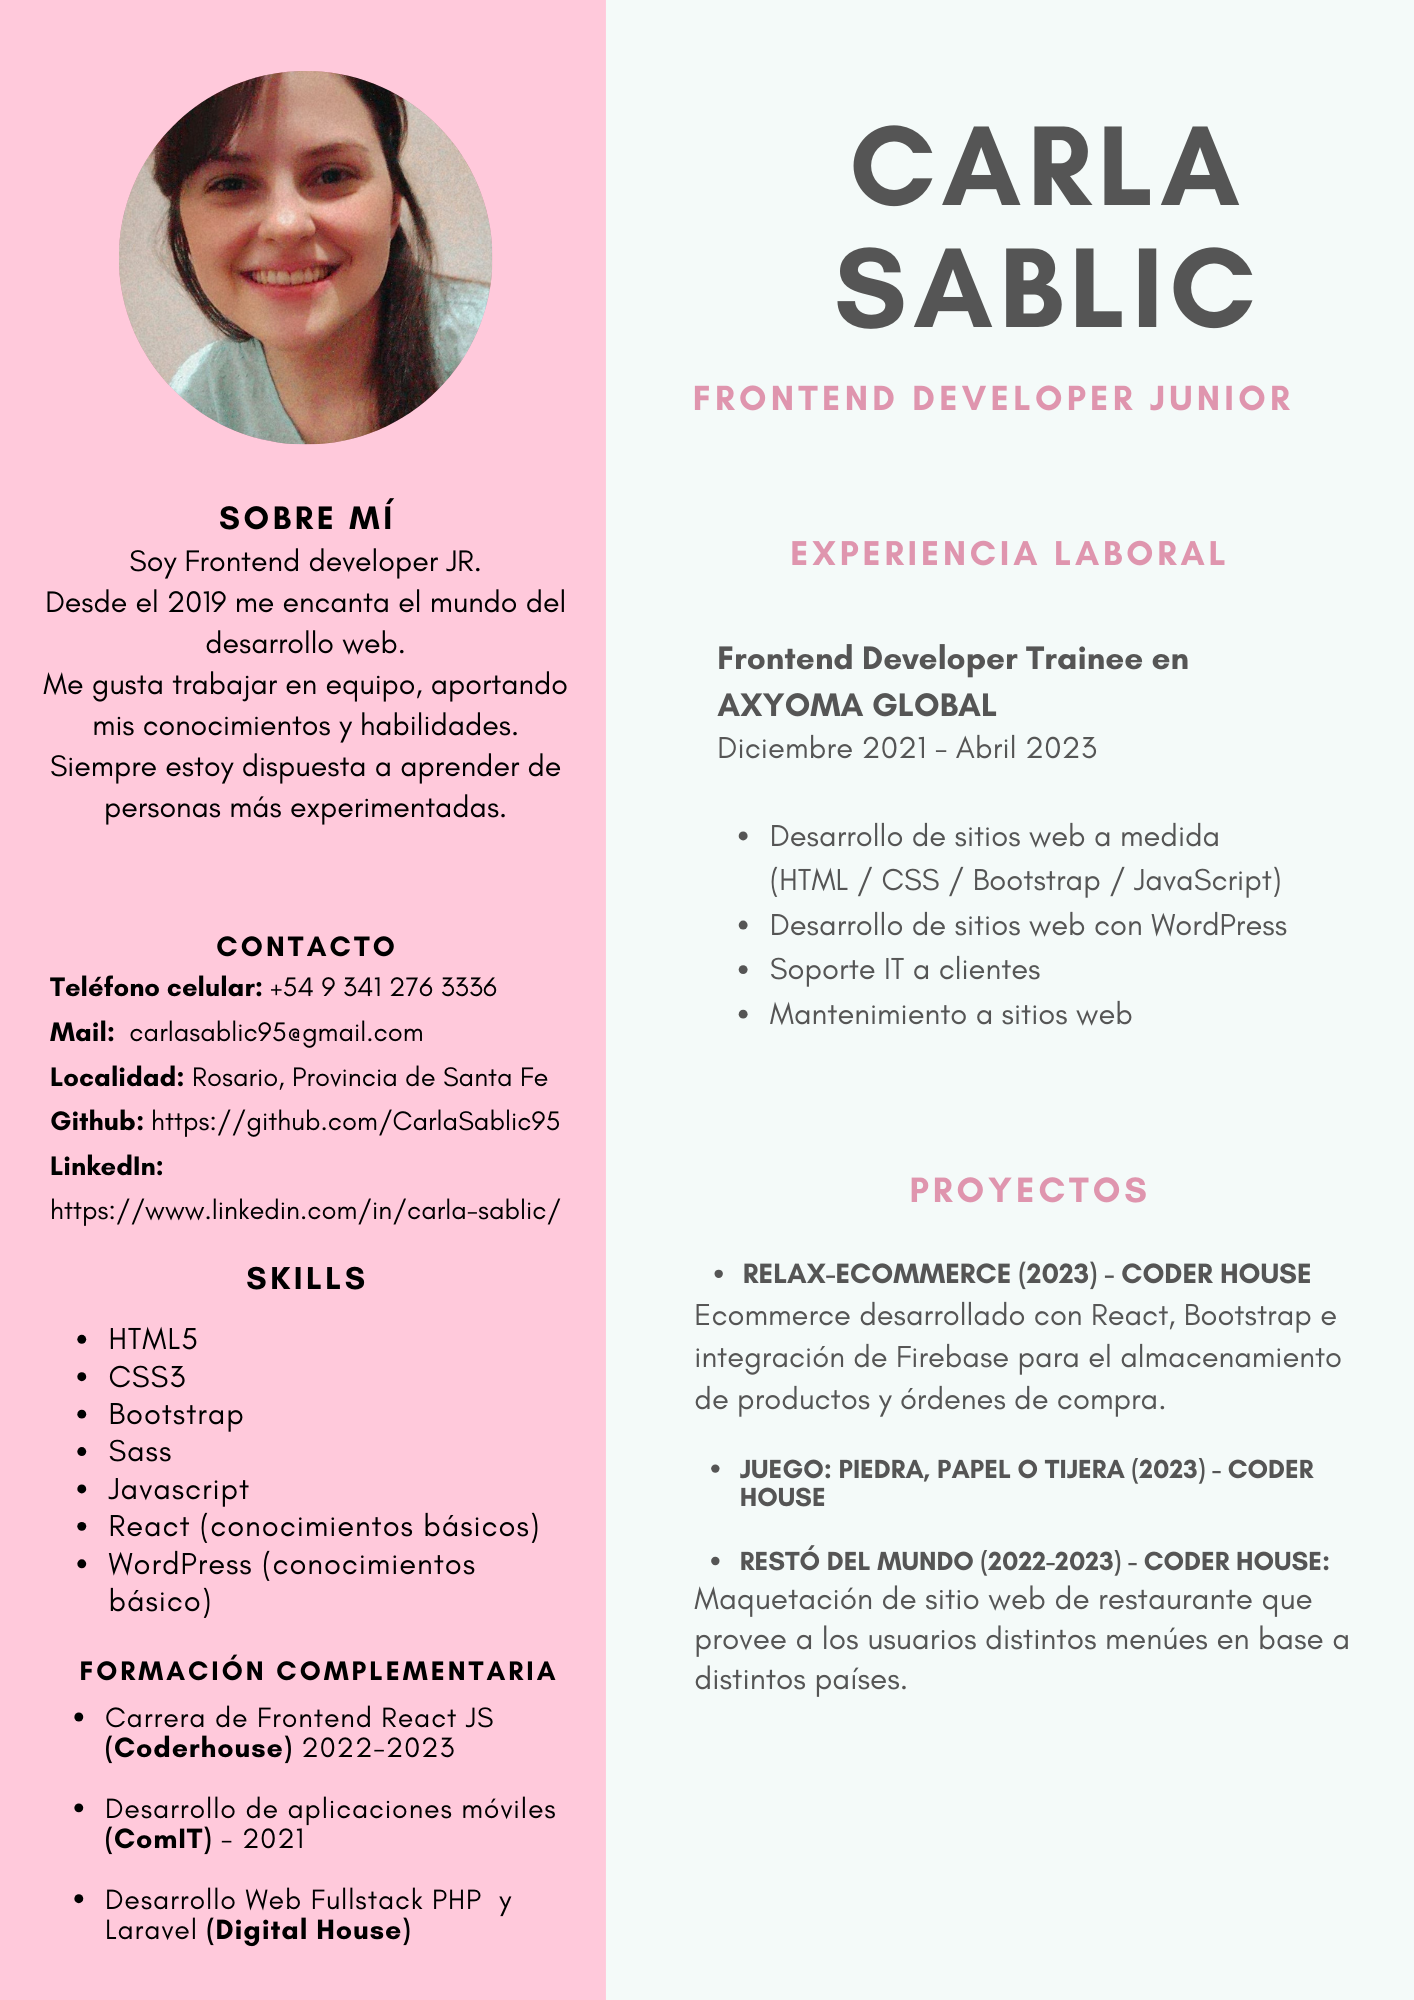 CARLA
SABLIC
FRONTEND DEVELOPER JUNIOR
SOBRE MÍ
Soy Frontend developer JR.
Desde el 2019 me encanta el mundo del
desarrollo web.
Me gusta trabajar en equipo, aportando
mis conocimientos y habilidades.
Siempre estoy dispuesta a aprender de
personas más experimentadas.
CONTACTO
Teléfono celular: +54 9 341 276 3336
Mail:  carlasablic95@gmail.com
Localidad: Rosario, Provincia de Santa Fe
Github: https://github.com/CarlaSablic95
LinkedIn:
https://www.linkedin.com/in/carla-sablic/
SKILLS
• HTML5
• CSS3
• Bootstrap
• Sass
• Javascript
• React (conocimientos básicos)
• WordPress (conocimientos
básico)
FORMACIÓN COMPLEMENTARIA
• Carrera de Frontend React JS
(Coderhouse) 2022-2023
• Desarrollo de aplicaciones móviles
(ComIT) - 2021
• Desarrollo Web Fullstack PHP  y
Laravel (Digital House)
EXPERIENCIA LABORAL
Frontend Developer Trainee en
AXYOMA GLOBAL
Diciembre 2021 - Abril 2023
• Desarrollo de sitios web a medida
(HTML / CSS / Bootstrap / JavaScript)
• Desarrollo de sitios web con WordPress
• Soporte IT a clientes
• Mantenimiento a sitios web
PROYECTOS
• RELAX-ECOMMERCE (2023) - CODER HOUSE
Ecommerce desarrollado con React, Bootstrap e
integración de Firebase para el almacenamiento
de productos y órdenes de compra.
• JUEGO: PIEDRA, PAPEL O TIJERA (2023) - CODER
HOUSE
• RESTÓ DEL MUNDO (2022-2023) - CODER HOUSE:
Maquetación de sitio web de restaurante que
provee a los usuarios distintos menúes en base a
distintos países.